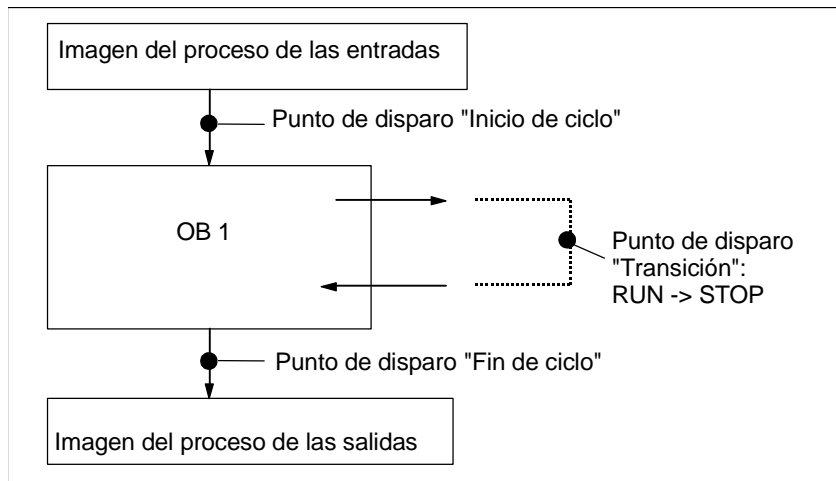 Imagen del proceso de las entradas
Punto de disparo "Inicio de ciclo"
OB 1
Punto de disparo
"Transición":
RUN -> STOP
Punto de disparo "Fin de ciclo"
Imagen del proceso de las salidas